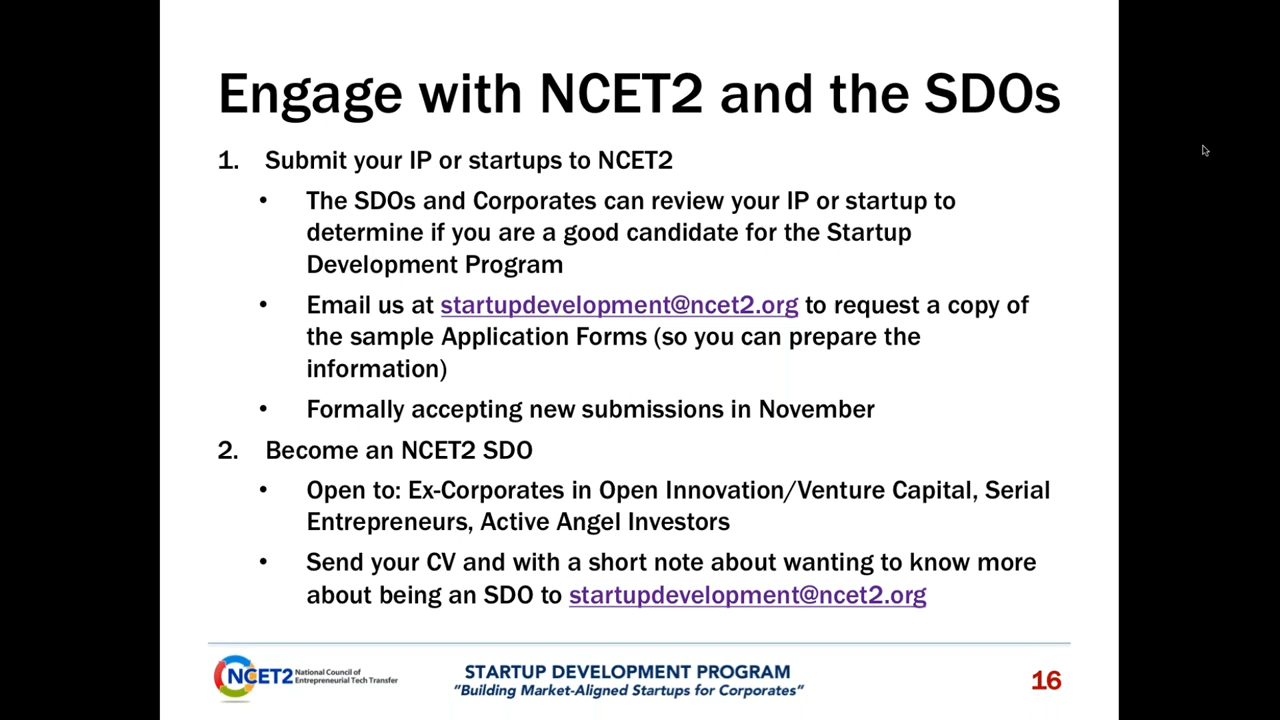 Engage with NCET2 and the SDOs
1. Submit your IP or startups to NCET2
• The SDOs and Corporates can review your IP or startup to
determine if you are a good candidate for the Startup
Development Program
• Email us at startupdevelopment@ncet2.org to request a copy of
the sample Application Forms (so you can prepare the
information)
• Formally accepting new submissions in November
2. Become an NCET2 SDO
• Open to: Ex-Corporates in Open Innovation/Venture Capital, Serial
Entrepreneurs, Active Angel Investors
• Send your CV and with a short note about wanting to know more
about being an SDO to startupdevelopment@ncet2.org
NCET2 National Council of
Entrepreneurial Tech Transfer
STARTUP DEVELOPMENT PROGRAM
"Building Market-Aligned Startups for Corporates"
16